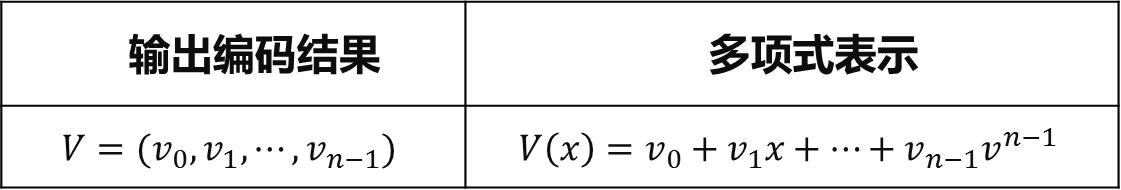 输出编码结果 多项式表示
V = (v₀, v₁, ⋯, vₙ₋₁) V(x) = v₀ + v₁x + ⋯ + vₙ₋₁vⁿ⁻¹